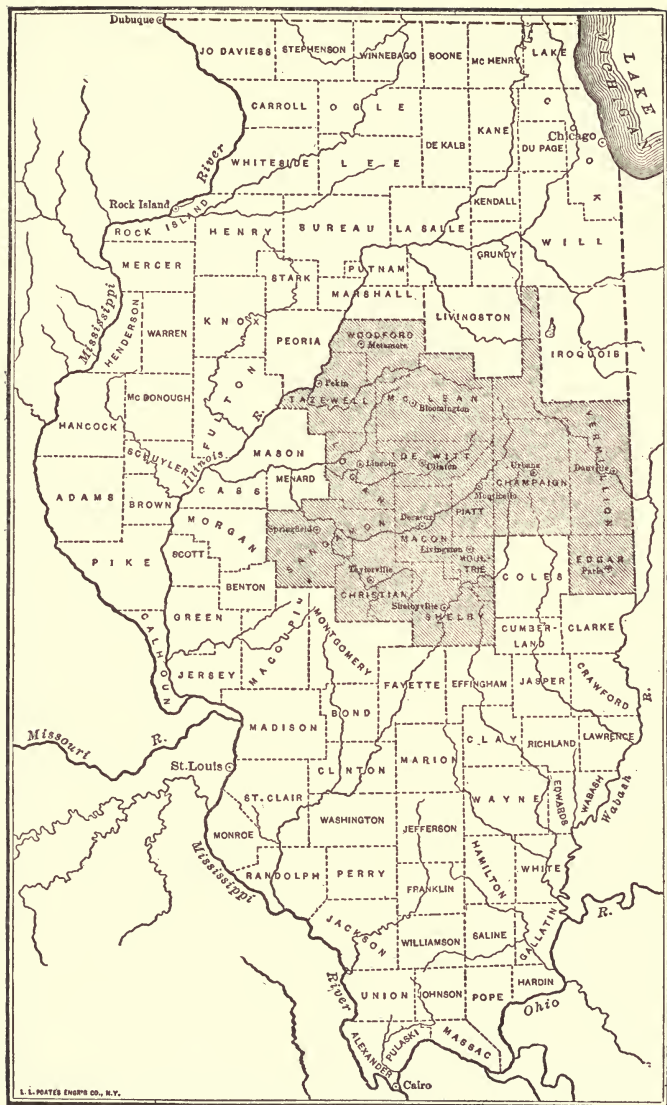 Dubuque
JO DAVIESS
STEPHENSON
WINNEBAGO
BOONE
McHENRY
LAKE
LAKE MICHIGAN
CARROLL
OGLE
KANE
COOK
Chicago
DE KALB
DU PAGE
WHITESIDE
LEE
River
Rock Island
ROCK ISLAND
HENRY
BUREAU
LA SALLE
KENDALL
WILL
MERCER
STARK
PUTNAM
GRUNDY
MARSHALL
Mississippi
HENDERSON
WARREN
KNOX
PEORIA
WOODFORD
Metamora
LIVINGSTON
IROQUOIS
Pekin
TAZEWELL
McLEAN
Bloomington
HANCOCK
McDONOUGH
FULTON
R.
SCHUYLER
Illinois
MASON
LOGAN
Lincoln
DE WITT
Clinton
Urbana
CHAMPAIGN
VERMILLION
Danville
ADAMS
BROWN
CASS
MENARD
Monticello
PIATT
MORGAN
Springfield
SANGAMON
Decatur
MACON
PIKE
SCOTT
Livingston
MOUL-
TRIE
EDGAR
Paris
BENTON
Taylorville
CHRISTIAN
COLES
Shelbyville
SHELBY
CALHOUN
GREEN
MACOUPIN
MONTGOMERY
CUMBER-
LAND
CLARKE
JERSEY
FAYETTE
EFFINGHAM
JASPER
CRAWFORD
R.
BOND
Missouri R.
MADISON
CLAY
RICHLAND
LAWRENCE
St. Louis
CLINTON
MARION
ST. CLAIR
WAYNE
EDWARDS
WABASH
Wabash
MONROE
WASHINGTON
JEFFERSON
Mississippi
RANDOLPH
PERRY
HAMILTON
WHITE
FRANKLIN
R.
JACKSON
WILLIAMSON
SALINE
GALLATIN
River
UNION
JOHNSON
POPE
HARDIN
Ohio
ALEXANDER
PULASKI
MASSAC
Cairo
L. L. POATES ENGR'S CO., N.Y.